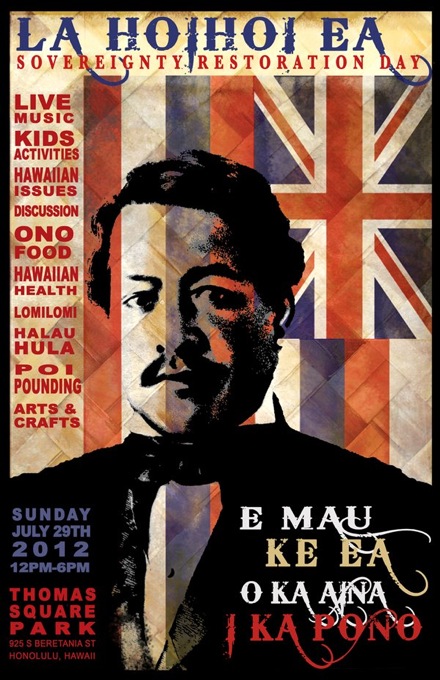 LA HOIHOI EA
SOVEREIGNTY RESTORATION DAY
LIVE
MUSIC
KIDS
ACTIVITIES
HAWAIIAN
ISSUES
DISCUSSION
ONO
FOOD
HAWAIIAN
HEALTH
LOMILOMI
HALAU
HULA
POI
POUNDING
ARTS &
CRAFTS
SUNDAY
JULY 29TH
2012
12PM-6PM
THOMAS
SQUARE
PARK
925 S BERETANIA ST
HONOLULU, HAWAII
E MAU
KE EA
O KA AINA
I KA PONO